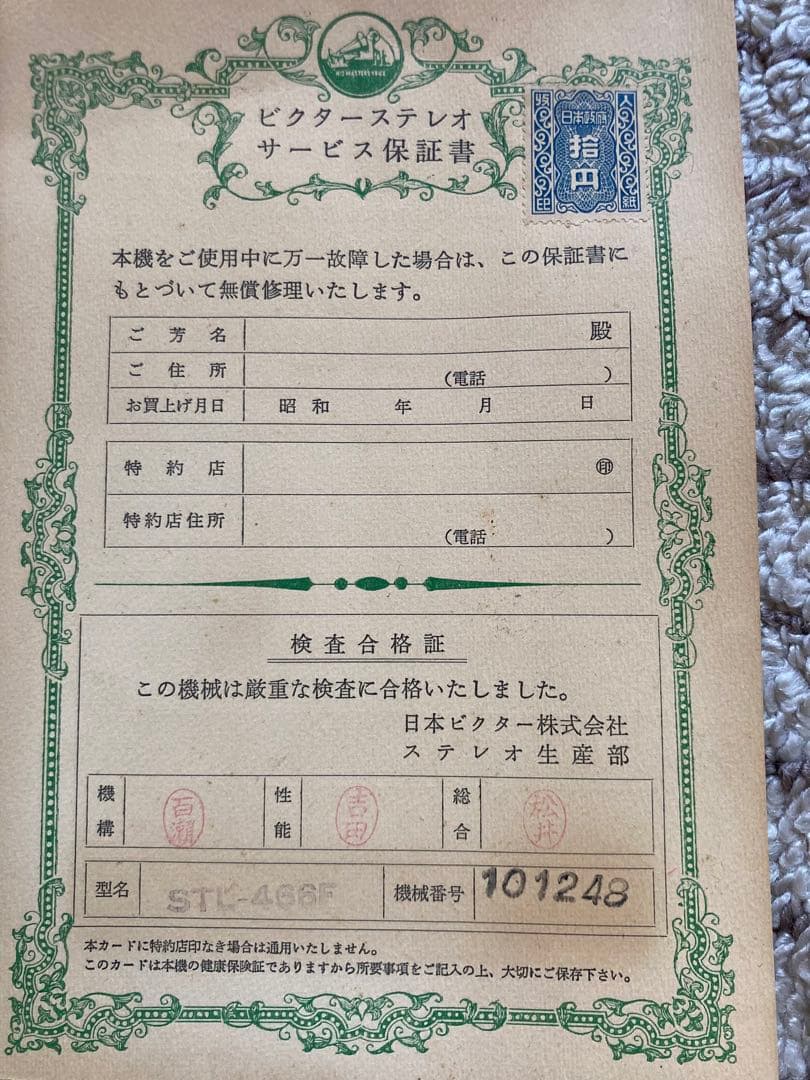 HIS MASTER'S VOICE
ビクターステレオ
サービス保証書
収入印紙
日本政府
拾円
本機をご使用中に万一故障した場合は、この保証書に
もとづいて無償修理いたします。
ご芳名 殿
ご住所 (電話 )
お買上げ月日 昭和 年 月 日
特約店 ㊞
特約店住所 (電話 )
検査合格証
この機械は厳重な検査に合格いたしました。
日本ビクター株式会社
ステレオ生産部
機構 百瀬 性能 吉田 総合 松井
型名 STL-466F 機械番号 101248
本カードに特約店印なき場合は通用いたしません。
このカードは本機の健康保険証でありますから所要事項をご記入の上、大切にご保存下さい。